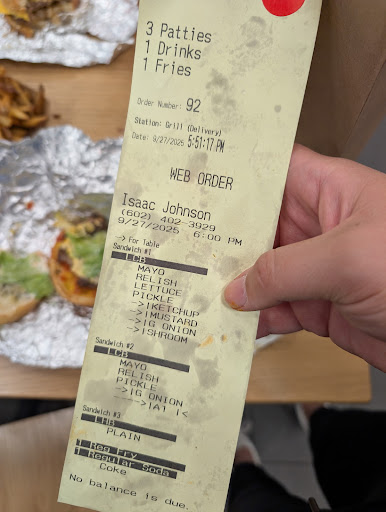 3 Patties
1 Drinks
1 Fries
Order Number: 92
Station: Grill (Delivery)
Date: 9/27/2025 5:51:17 PM
WEB ORDER
Isaac Johnson
(602) 402-3929
9/27/2025 6:00 PM
-> For Table
Sandwich #1
LCB
MAYO
RELISH
LETTUCE
PICKLE
->|KETCHUP
->|MUSTARD
->|G ONION
->|SHROOM
Sandwich #2
LCB
MAYO
RELISH
PICKLE
->|G ONION
---->|A1 |<
Sandwich #3
LHB
PLAIN
1 Reg Fry
1 Regular Soda
Coke
No balance is due.